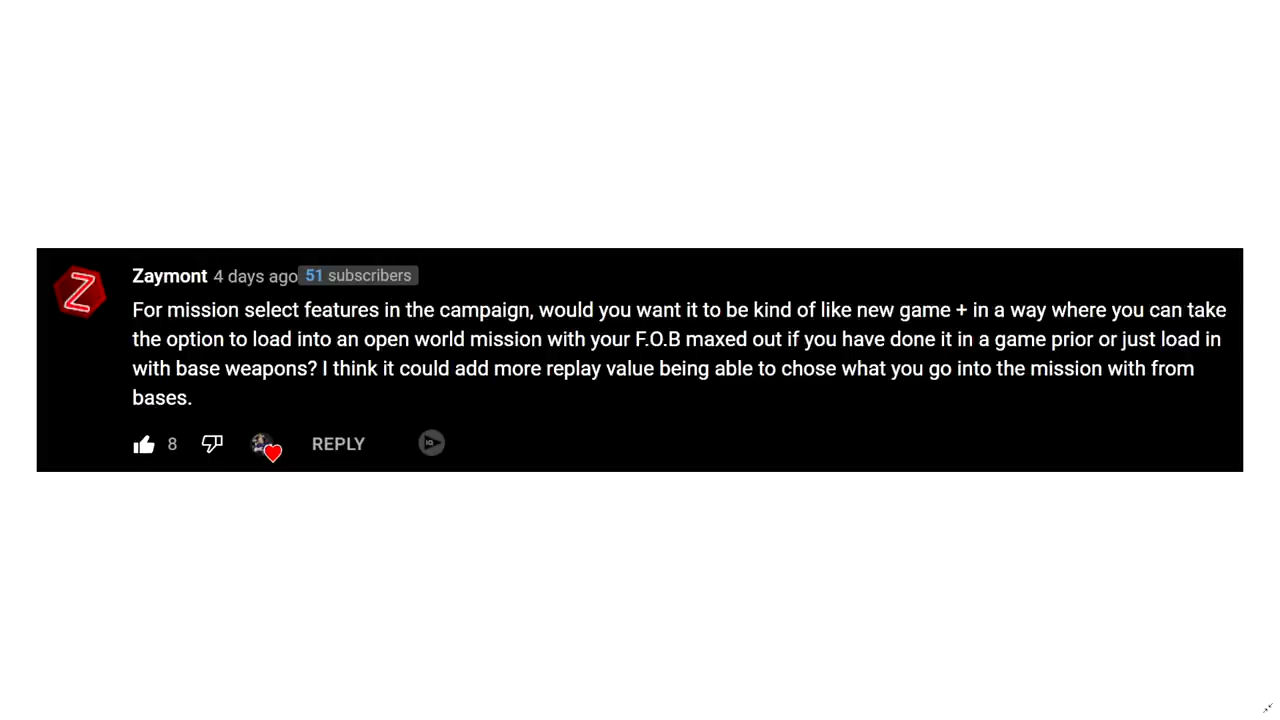 Zaymont 4 days ago 51 subscribers
For mission select features in the campaign, would you want it to be kind of like new game + in a way where you can take
the option to load into an open world mission with your F.O.B maxed out if you have done it in a game prior or just load in
with base weapons? I think it could add more replay value being able to chose what you go into the mission with from
bases.
8 REPLY